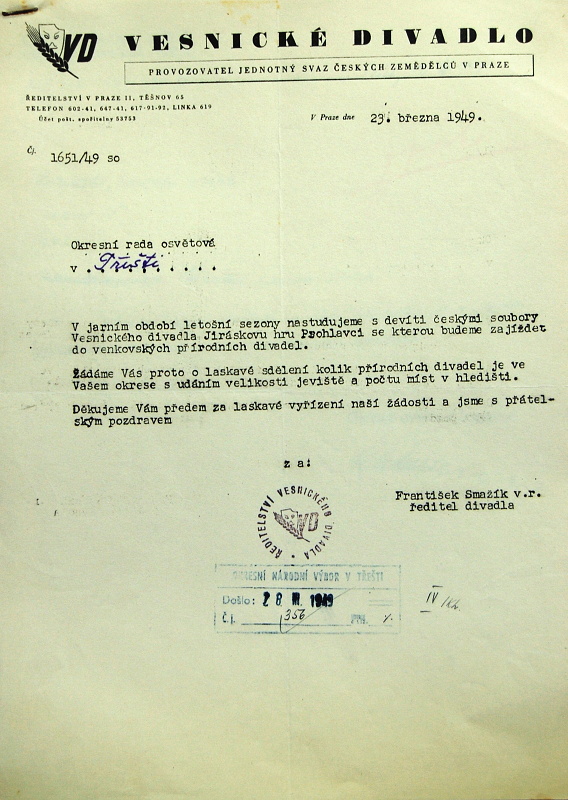 VD VESNICKÉ DIVADLO
PROVOZOVATEL JEDNOTNÝ SVAZ ČESKÝCH ZEMĚDĚLCŮ V PRAZE
ŘEDITELSTVÍ V PRAZE II, TĚŠNOV 65
TELEFON 602-41, 647-41, 617-91-92, LINKA 619
Účet pošt. spořitelny 53753
V Praze dne 23. března 1949.
Čj. 1651/49 so
Okresní rada osvětová
v Třešti
V jarním období letošní sezony nastudujeme s devíti českými soubory
Vesnického divadla Jiráskovu hru Psohlavci se kterou budeme zajíždět
do venkovských přírodních divadel.
Žádáme Vás proto o laskavé sdělení kolik přírodních divadel je ve
Vašem okrese s udáním velikosti jeviště a počtu míst v hledišti.
Děkujeme Vám předem za laskavé vyřízení naší žádosti a jsme s přátel-
ským pozdravem
za:
František Smažík v.r.
ředitel divadla
ŘEDITELSTVÍ VESNICKÉHO DIVADLA
VD
OKRESNÍ NÁRODNÍ VÝBOR V TŘEŠTI
Došlo: 28 III. 1949
Č.j. 356
IV